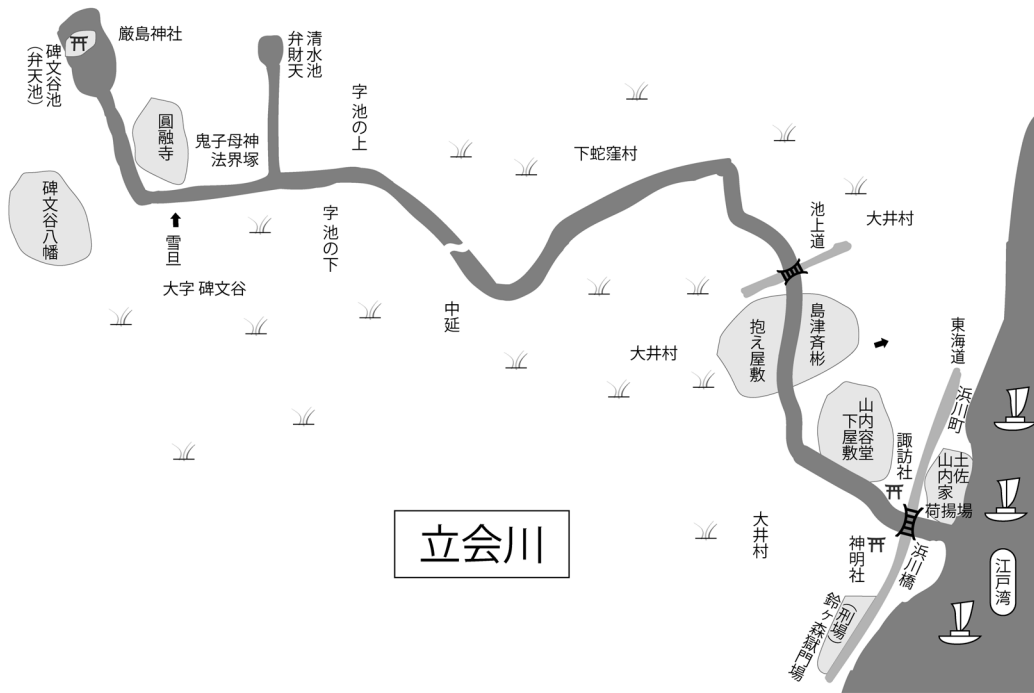 厳島神社
碑文谷池
（弁天池）
清水池
弁財天
字 池の上
圓融寺
鬼子母神
法界塚
下蛇窪村
碑文谷八幡
雪旦
字 池の下
池上道
大井村
大字 碑文谷
中延
島津斉彬
抱え屋敷
大井村
東海道
浜川町
山内容堂
下屋敷
諏訪社
土佐
山内家
荷揚場
立会川
大井村
神明社
浜川橋
江戸湾
（刑場）
鈴ヶ森獄門場